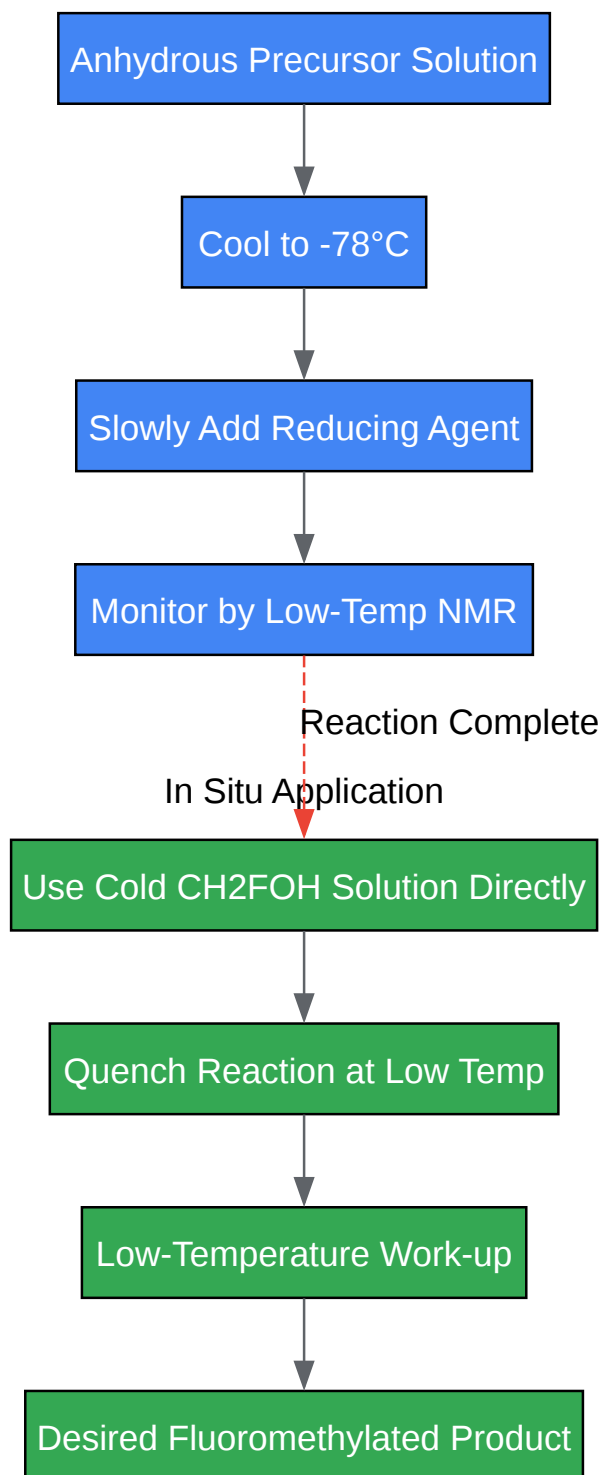 Anhydrous Precursor Solution
Cool to -78°C
Slowly Add Reducing Agent
Monitor by Low-Temp NMR
Reaction Complete
In Situ Application
Use Cold CH2FOH Solution Directly
Quench Reaction at Low Temp
Low-Temperature Work-up
Desired Fluoromethylated Product